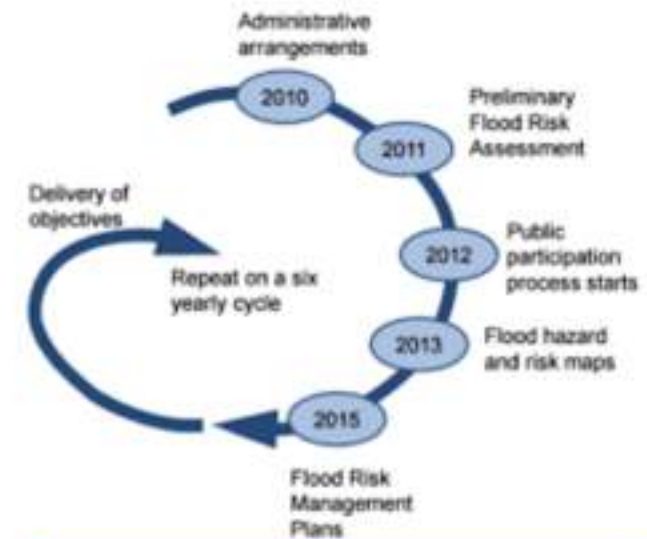 Administrative
arrangements
2010
Preliminary
Flood Risk
Assessment
2011
Public
participation
process starts
2012
Flood hazard
and risk maps
2013
2015
Flood Risk
Management
Plans
Delivery of
objectives
Repeat on a six
yearly cycle